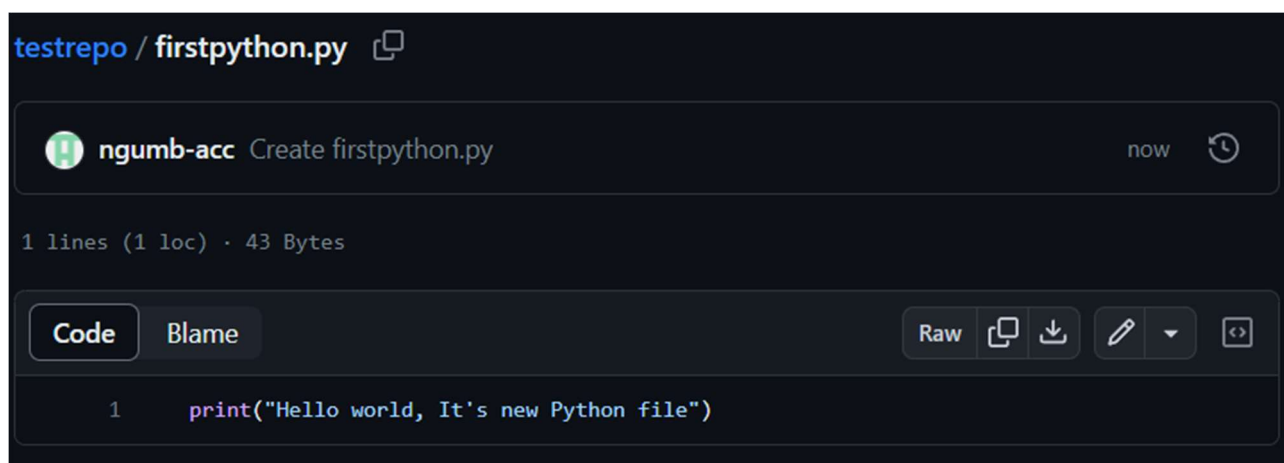 testrepo / firstpython.py
ngumb-acc Create firstpython.py now
1 lines (1 loc) · 43 Bytes
Code Blame Raw
1 print("Hello world, It's new Python file")